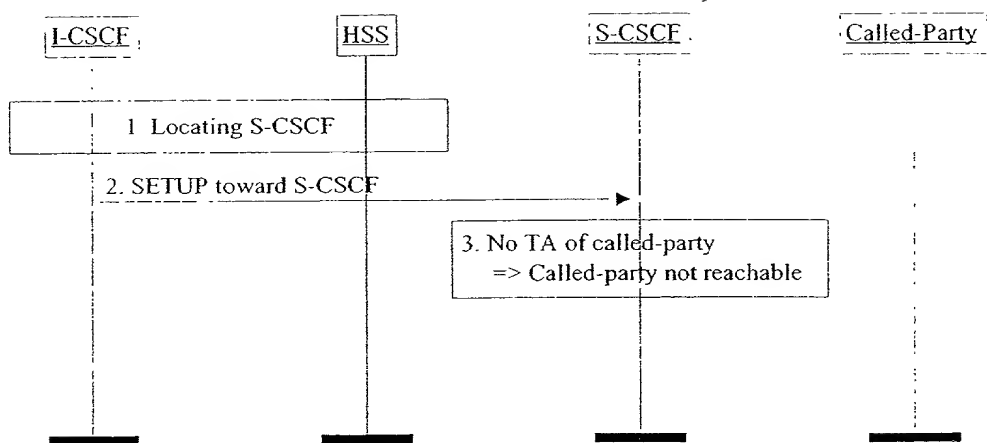 I-CSCF
HSS
S-CSCF
Called-Party
1 Locating S-CSCF
2. SETUP toward S-CSCF
3. No TA of called-party
=> Called-party not reachable